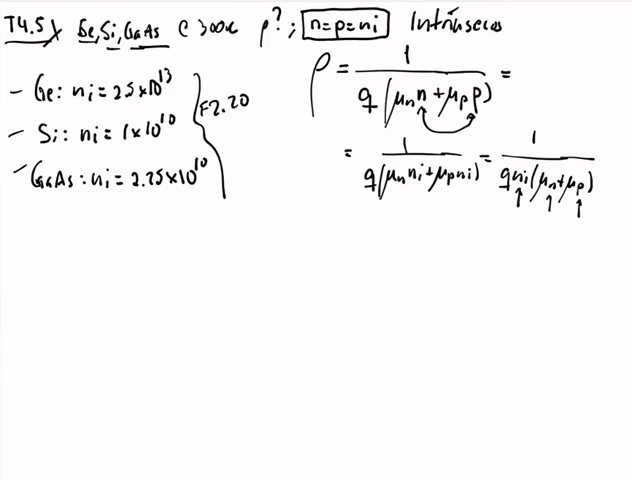 T4.5) Ge, Si, GaAs @ 300K ρ? ; n=p=ni Intrínsecos
- Ge: ni = 2.5×10^13
- Si: ni = 1×10^10
- GaAs: ni = 2.25×10^10
F2.20
ρ = 1 / q(μn n + μp p) =
= 1 / q(μn ni + μp ni) = 1 / q ni (μn + μp)